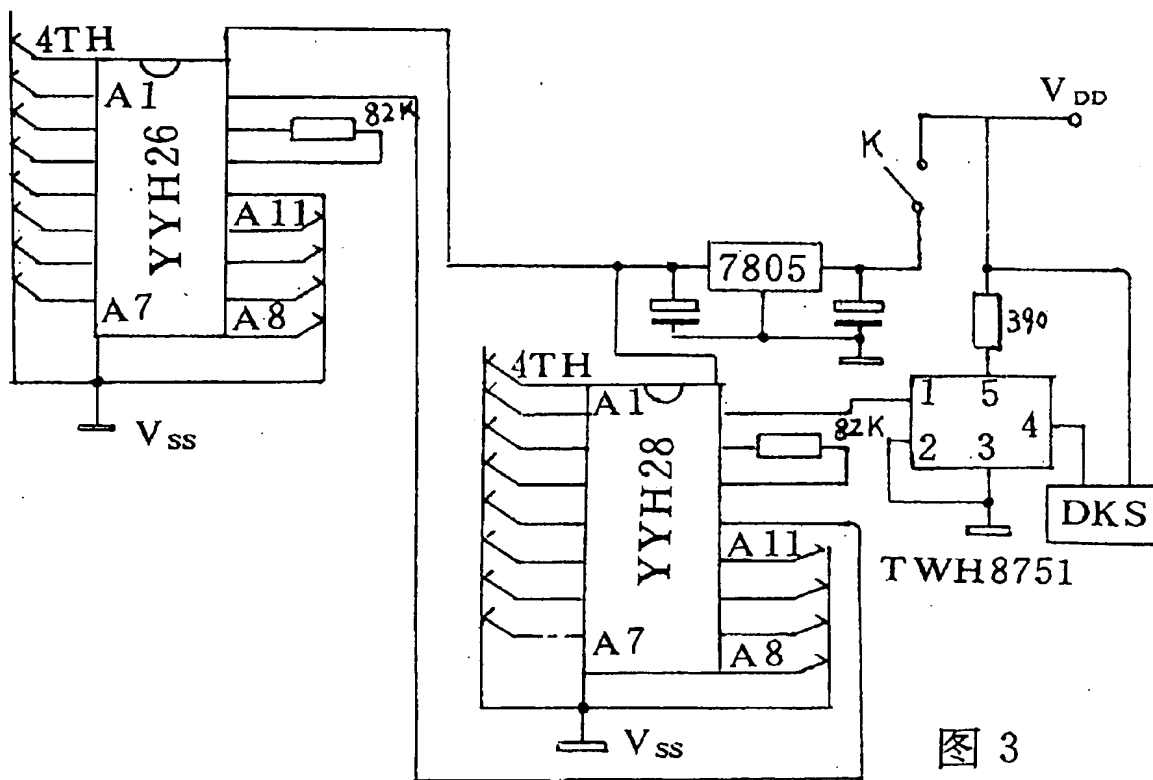 4TH
A1
82K
YYH26
A11
A7
A8
VSS
VDD
K
7805
390
4TH
A1
82K
YYH28
A11
A7
A8
VSS
1
5
2
3
4
DKS
TWH8751
图3